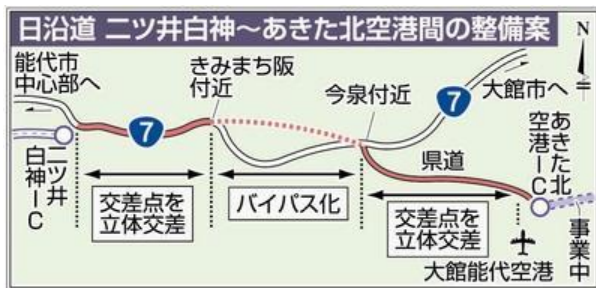 日沿道 二ツ井白神～あきた北空港間の整備案
能代市
中心部へ
きみまち阪
付近
今泉付近
7
7
大館市へ
N
二ツ井
白神IC
県道
あきた北
空港IC
交差点を
立体交差
バイパス化
交差点を
立体交差
大館能代空港
事業中